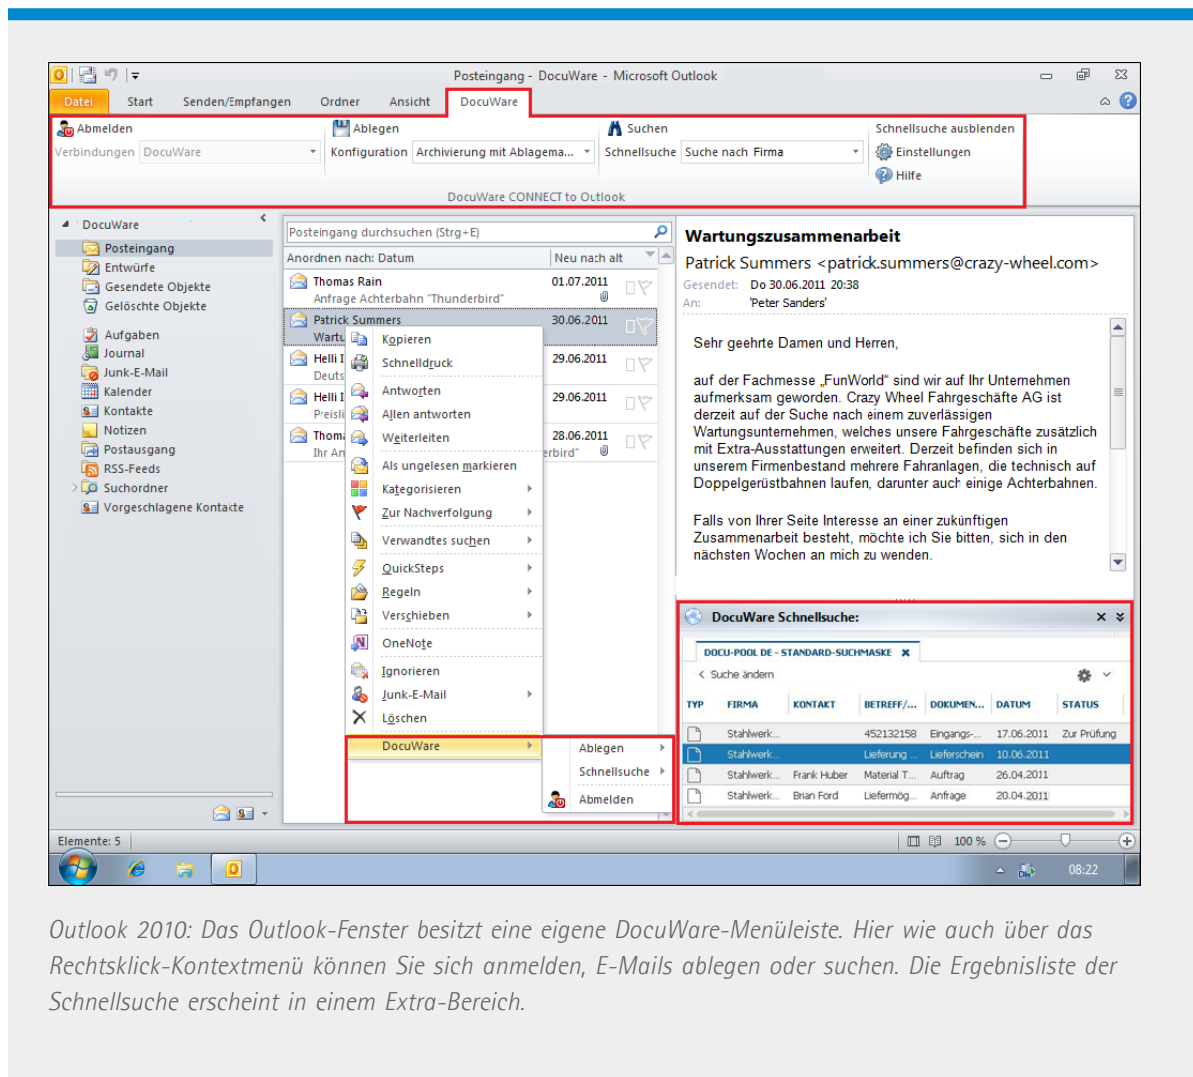 Posteingang - DocuWare - Microsoft Outlook
Datei Start Senden/Empfangen Ordner Ansicht DocuWare
Abmelden
Verbindungen DocuWare
Ablegen
Konfiguration Archivierung mit Ablagema...
Suchen
Schnellsuche Suche nach Firma
Schnellsuche ausblenden
Einstellungen
Hilfe
DocuWare CONNECT to Outlook
DocuWare
Posteingang
Entwürfe
Gesendete Objekte
Gelöschte Objekte
Aufgaben
Journal
Junk-E-Mail
Kalender
Kontakte
Notizen
Postausgang
RSS-Feeds
Suchordner
Vorgeschlagene Kontakte
Posteingang durchsuchen (Strg+E)
Anordnen nach: Datum Neu nach alt
Thomas Rain 01.07.2011
Anfrage Achterbahn "Thunderbird"
Patrick Summers 30.06.2011
Wartu
Helli I 29.06.2011
Deuts
Helli I 29.06.2011
Preisli
Thoma 28.06.2011
Ihr An erbird"
Kopieren
Schnelldruck
Antworten
Allen antworten
Weiterleiten
Als ungelesen markieren
Kategorisieren
Zur Nachverfolgung
Verwandtes suchen
QuickSteps
Regeln
Verschieben
OneNote
Ignorieren
Junk-E-Mail
Löschen
DocuWare
Ablegen
Schnellsuche
Abmelden
Wartungszusammenarbeit
Patrick Summers <patrick.summers@crazy-wheel.com>
Gesendet: Do 30.06.2011 20:38
An: 'Peter Sanders'
Sehr geehrte Damen und Herren,
auf der Fachmesse „FunWorld“ sind wir auf Ihr Unternehmen
aufmerksam geworden. Crazy Wheel Fahrgeschäfte AG ist
derzeit auf der Suche nach einem zuverlässigen
Wartungsunternehmen, welches unsere Fahrgeschäfte zusätzlich
mit Extra-Ausstattungen erweitert. Derzeit befinden sich in
unserem Firmenbestand mehrere Fahranlagen, die technisch auf
Doppelgerüstbahnen laufen, darunter auch einige Achterbahnen.
Falls von Ihrer Seite Interesse an einer zukünftigen
Zusammenarbeit besteht, möchte ich Sie bitten, sich in den
nächsten Wochen an mich zu wenden.
DocuWare Schnellsuche:
DOCU-POOL DE - STANDARD-SUCHMASKE
Suche ändern
TYP FIRMA KONTAKT BETREFF/... DOKUMEN... DATUM STATUS
Stahlwerk... 452132158 Eingangs-... 17.06.2011 Zur Prüfung
Stahlwerk... Lieferung ... Lieferschein 10.06.2011
Stahlwerk... Frank Huber Material T... Auftrag 26.04.2011
Stahlwerk... Brian Ford Liefermög... Anfrage 20.04.2011
Elemente: 5 100 %
08:22
Outlook 2010: Das Outlook-Fenster besitzt eine eigene DocuWare-Menüleiste. Hier wie auch über das
Rechtsklick-Kontextmenü können Sie sich anmelden, E-Mails ablegen oder suchen. Die Ergebnisliste der
Schnellsuche erscheint in einem Extra-Bereich.